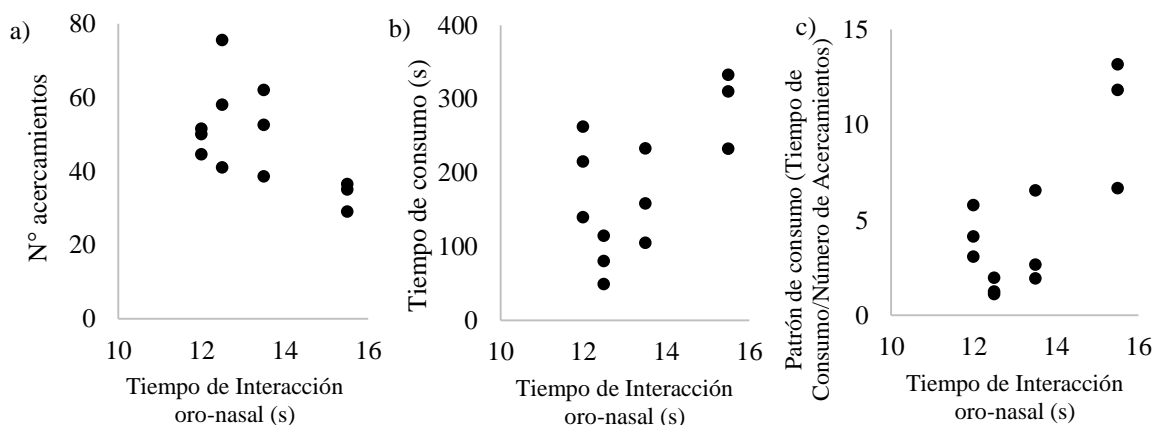 a)
N° acercamientos
80
60
40
20
0
10 12 14 16
Tiempo de Interacción
oro-nasal (s)
b)
Tiempo de consumo (s)
400
300
200
100
0
10 12 14 16
Tiempo de Interacción
oro-nasal (s)
c)
Patrón de consumo (Tiempo de
Consumo/Número de Acercamientos)
15
10
5
0
10 12 14 16
Tiempo de Interacción
oro-nasal (s)